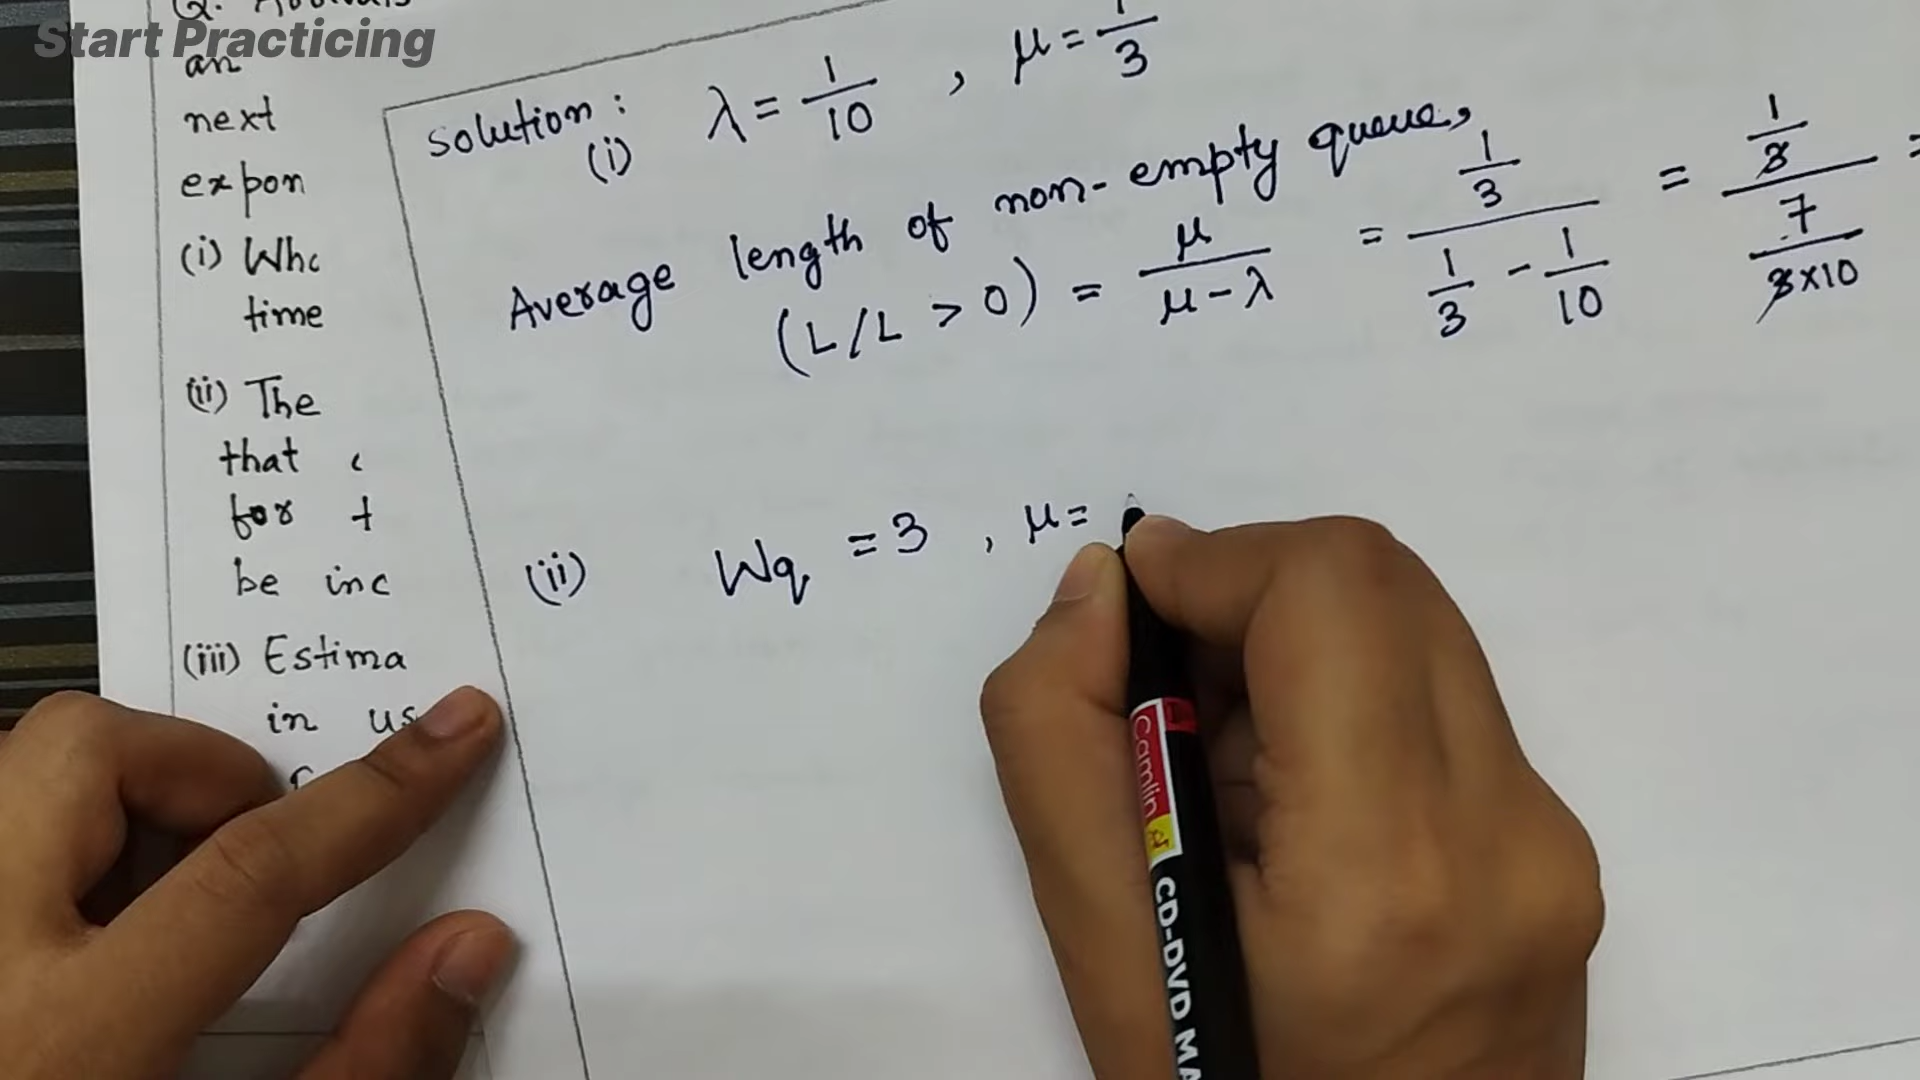 Start Practicing
an
next
expon
(i) Whc
time
(ii) The
that
for t
be inc
(iii) Estima
in us
solution:
(i) λ = 1/10 , μ = 1/3
Average length of non-empty queue,
(L/L > 0) = μ/(μ-λ) = (1/3)/(1/3 - 1/10) = (1/3)/(7/(3×10)) =
(ii) Wq = 3 , μ =
Camlin
CD-DVD MA